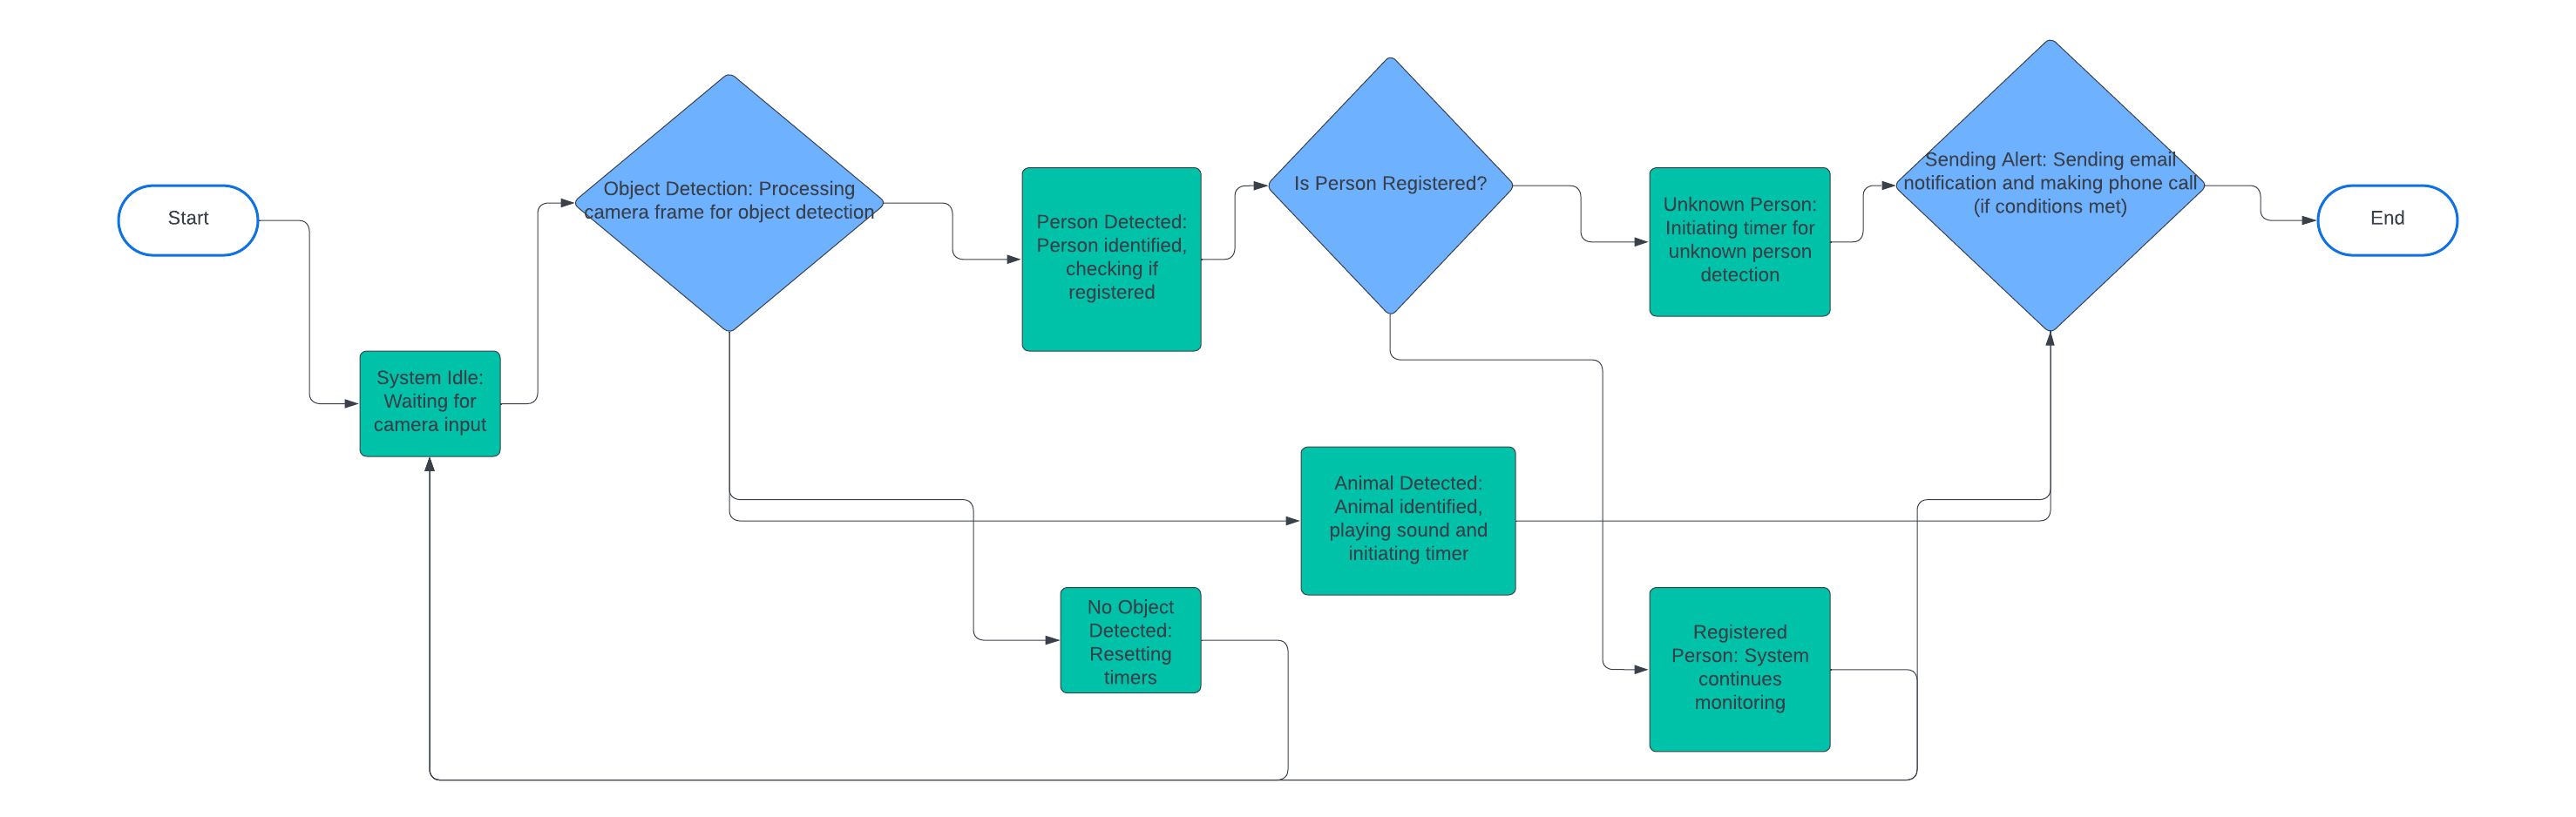 Start
System Idle:
Waiting for
camera input
Object Detection: Processing
camera frame for object detection
Person Detected:
Person identified,
checking if
registered
Is Person Registered?
Unknown Person:
Initiating timer for
unknown person
detection
Sending Alert: Sending email
notification and making phone call
(if conditions met)
End
Animal Detected:
Animal identified,
playing sound and
initiating timer
No Object
Detected:
Resetting
timers
Registered
Person: System
continues
monitoring